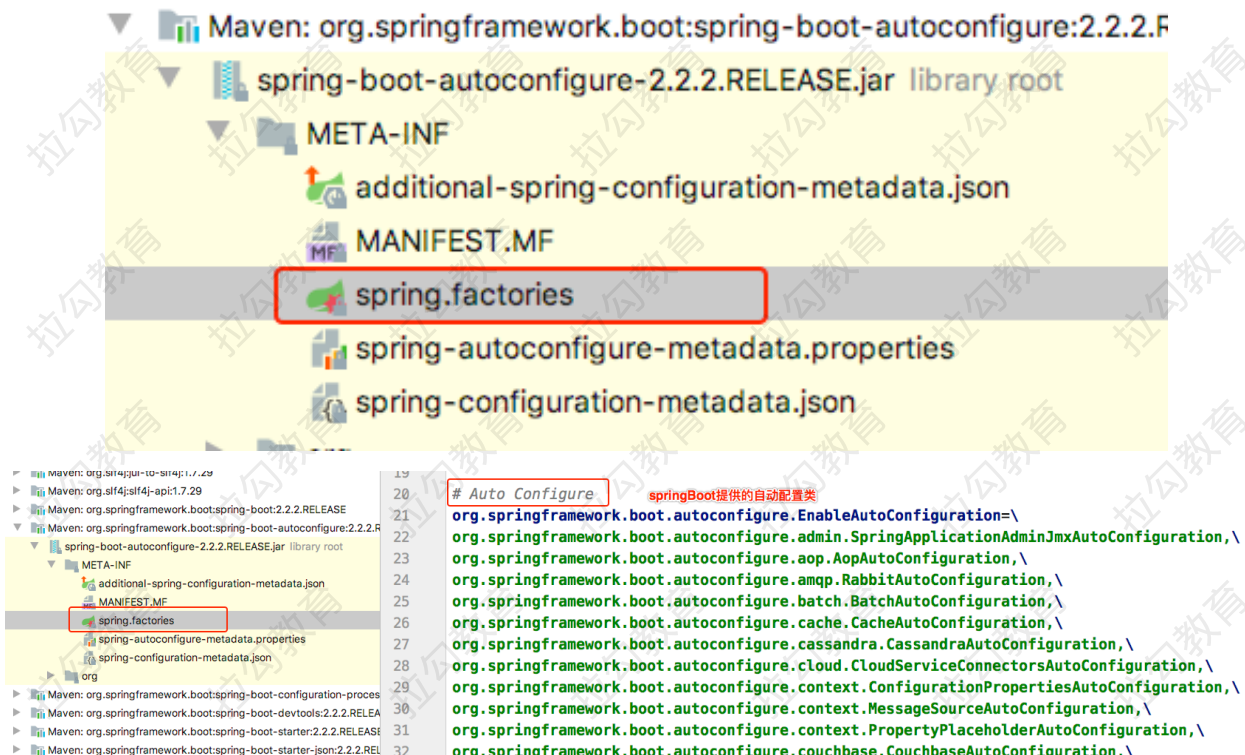 Maven: org.springframework.boot:spring-boot-autoconfigure:2.2.2.R
spring-boot-autoconfigure-2.2.2.RELEASE.jar library root
META-INF
additional-spring-configuration-metadata.json
MANIFEST.MF
spring.factories
spring-autoconfigure-metadata.properties
spring-configuration-metadata.json
Maven: org.slf4j:jul-to-slf4j:1.7.29
Maven: org.slf4j:slf4j-api:1.7.29
Maven: org.springframework.boot:spring-boot:2.2.2.RELEASE
Maven: org.springframework.boot:spring-boot-autoconfigure:2.2.2.R
spring-boot-autoconfigure-2.2.2.RELEASE.jar library root
META-INF
additional-spring-configuration-metadata.json
MANIFEST.MF
spring.factories
spring-autoconfigure-metadata.properties
spring-configuration-metadata.json
org
Maven: org.springframework.boot:spring-boot-configuration-proces
Maven: org.springframework.boot:spring-boot-devtools:2.2.2.RELEA
Maven: org.springframework.boot:spring-boot-starter:2.2.2.RELEASE
Maven: org.springframework.boot:spring-boot-starter-json:2.2.2.REL
19
20 # Auto Configure springBoot提供的自动配置类
21 org.springframework.boot.autoconfigure.EnableAutoConfiguration=\
22 org.springframework.boot.autoconfigure.admin.SpringApplicationAdminJmxAutoConfiguration,\
23 org.springframework.boot.autoconfigure.aop.AopAutoConfiguration,\
24 org.springframework.boot.autoconfigure.amqp.RabbitAutoConfiguration,\
25 org.springframework.boot.autoconfigure.batch.BatchAutoConfiguration,\
26 org.springframework.boot.autoconfigure.cache.CacheAutoConfiguration,\
27 org.springframework.boot.autoconfigure.cassandra.CassandraAutoConfiguration,\
28 org.springframework.boot.autoconfigure.cloud.CloudServiceConnectorsAutoConfiguration,\
29 org.springframework.boot.autoconfigure.context.ConfigurationPropertiesAutoConfiguration,\
30 org.springframework.boot.autoconfigure.context.MessageSourceAutoConfiguration,\
31 org.springframework.boot.autoconfigure.context.PropertyPlaceholderAutoConfiguration,\
32 org.springframework.boot.autoconfigure.couchbase.CouchbaseAutoConfiguration,\
拉勾教育